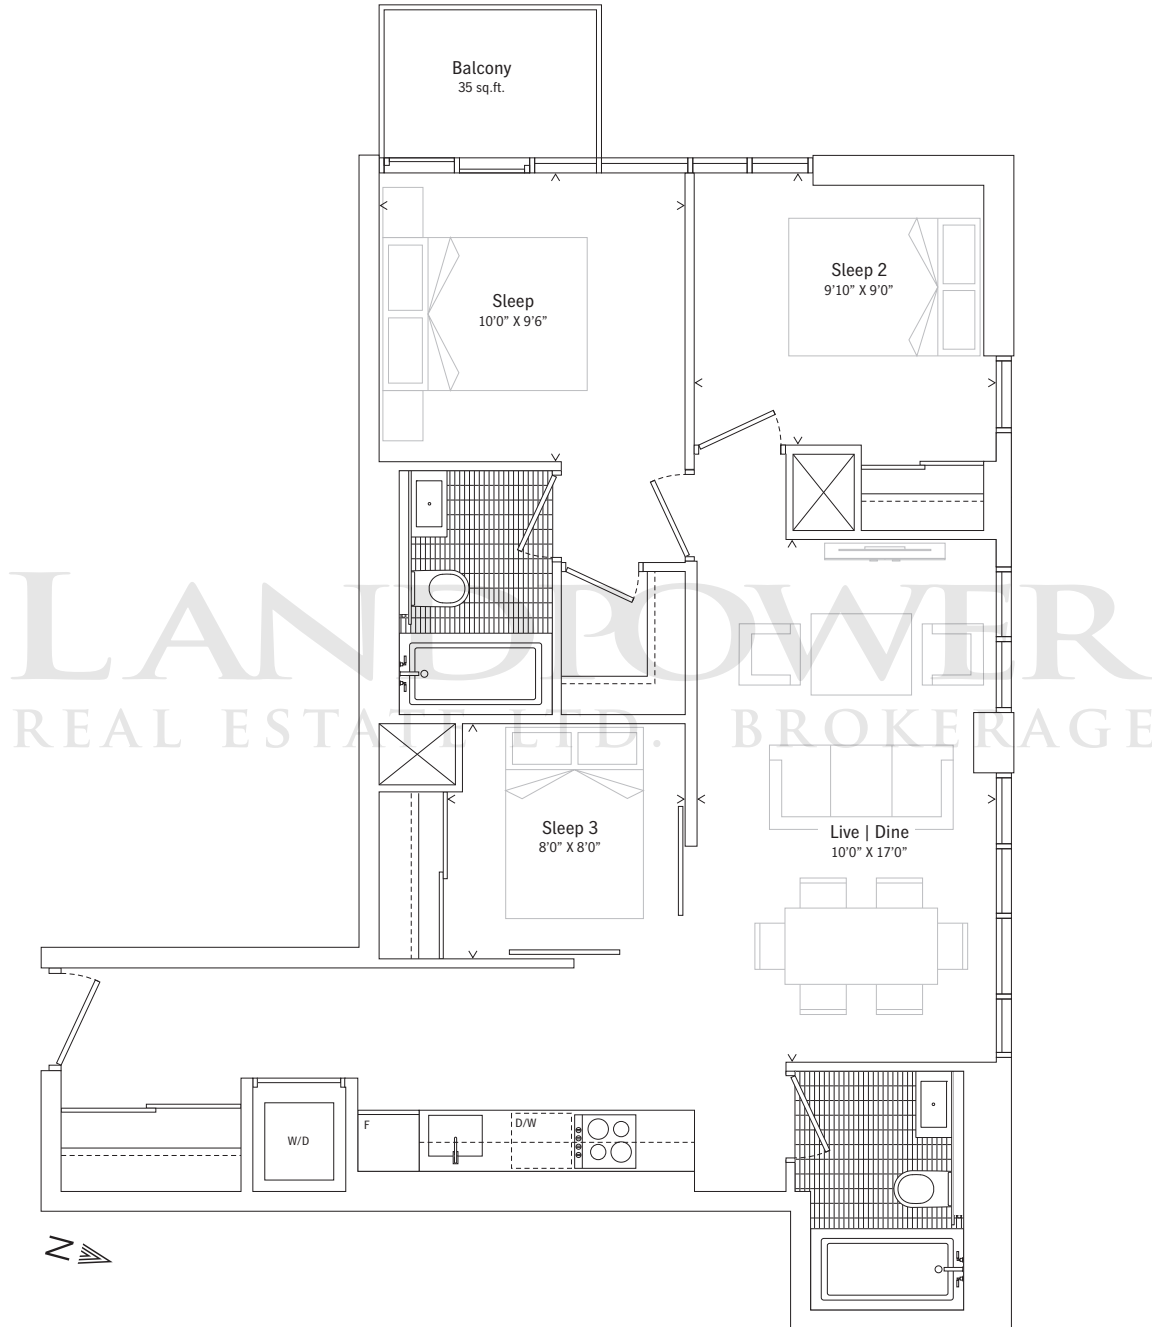 Balcony
35 sq.ft.
Sleep
10’0” X 9’6”
Sleep 2
9’10” X 9’0”
LANDPOWER
REAL ESTATE LTD. BROKERAGE
Sleep 3
8’0” X 8’0”
Live | Dine
10’0” X 17’0”
W/D
F
D/W
N